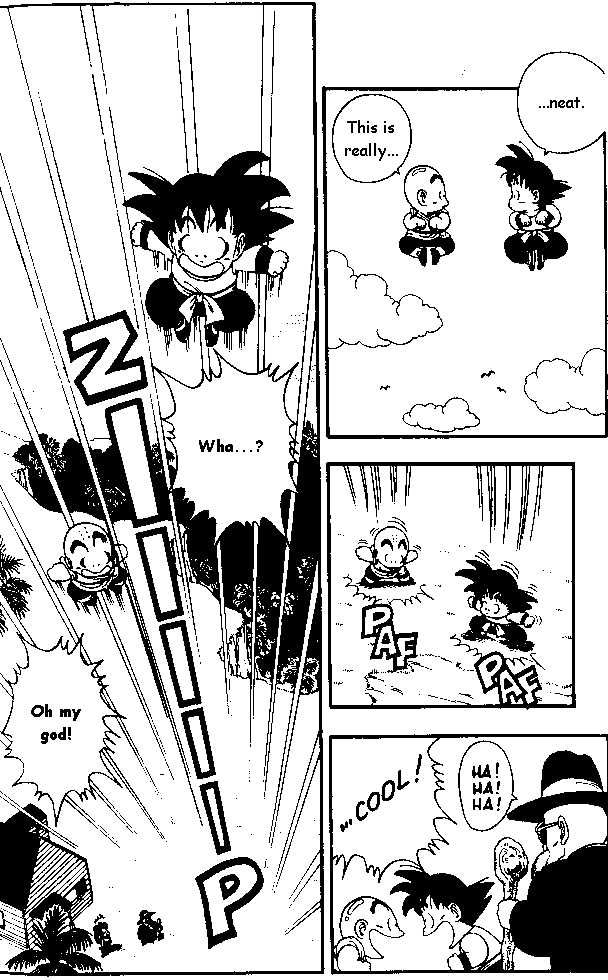 Wha...?
ZIIIIIP
Oh my
god!
This is
really...
...neat.
PAF
PAF
...COOL!
HA!
HA!
HA!